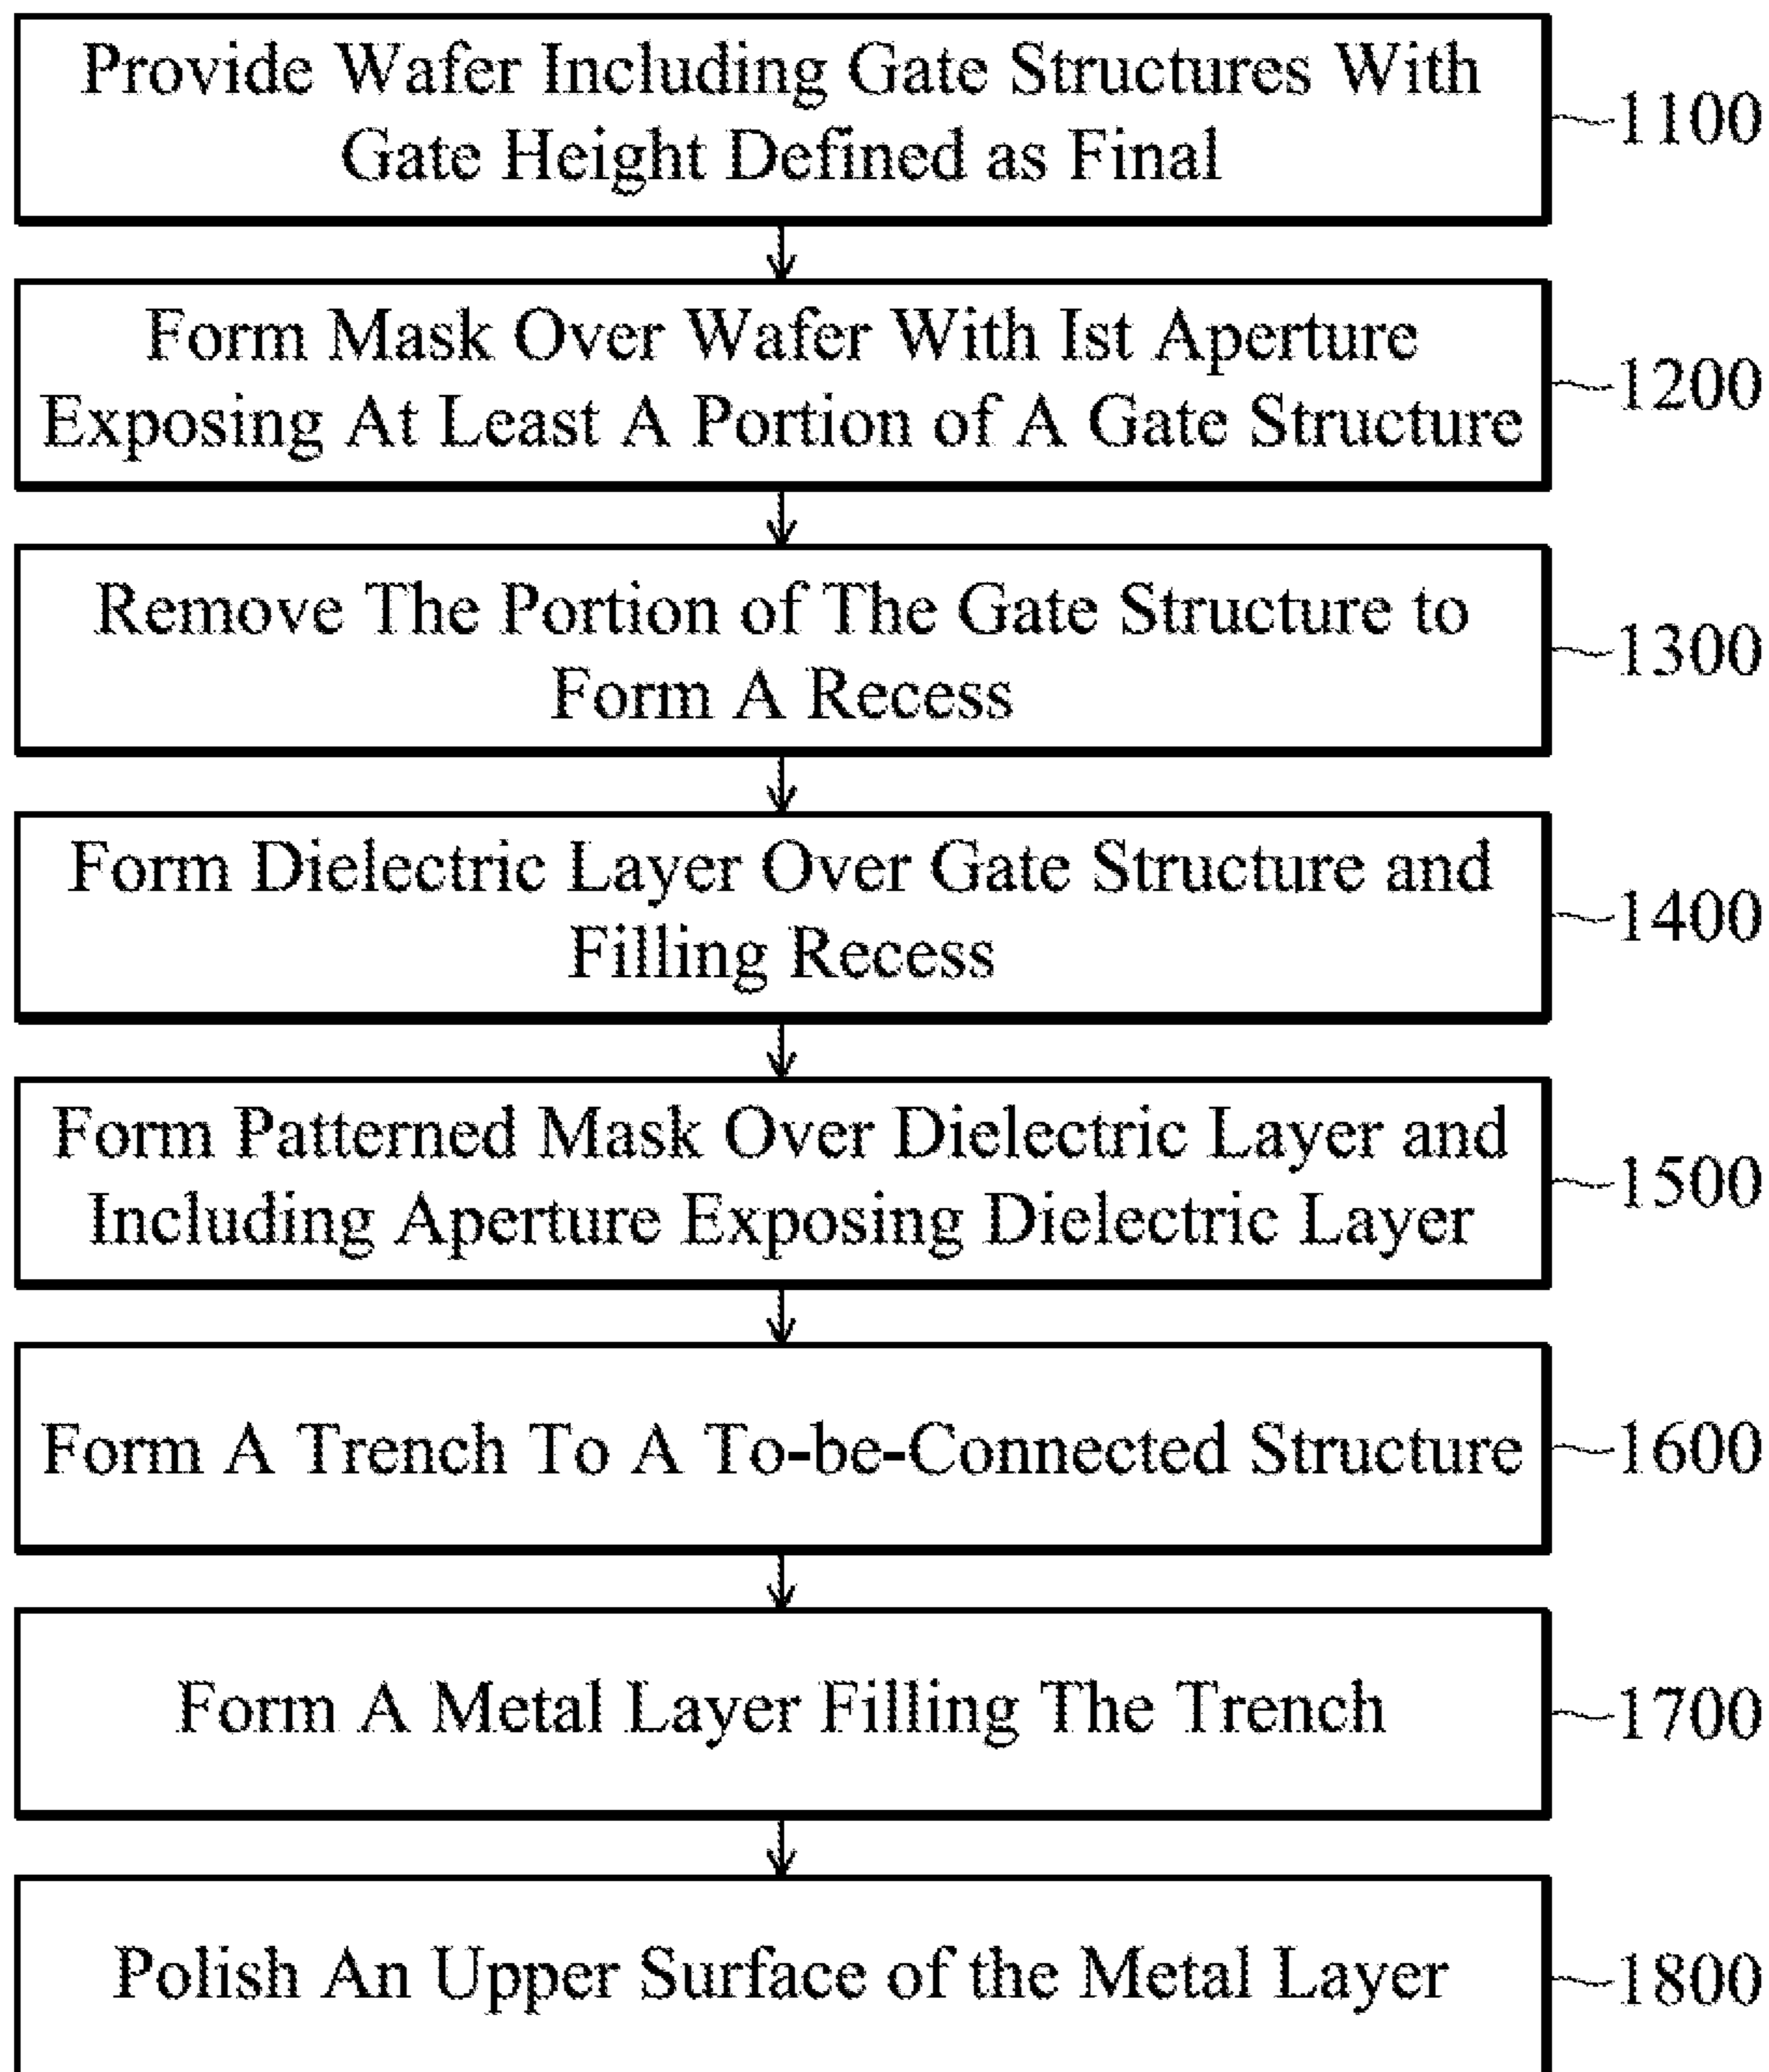 Provide Wafer Including Gate Structures With
Gate Height Defined as Final
1100
Form Mask Over Wafer With Ist Aperture
Exposing At Least A Portion of A Gate Structure
1200
Remove The Portion of The Gate Structure to
Form A Recess
1300
Form Dielectric Layer Over Gate Structure and
Filling Recess
1400
Form Patterned Mask Over Dielectric Layer and
Including Aperture Exposing Dielectric Layer
1500
Form A Trench To A To-be-Connected Structure
1600
Form A Metal Layer Filling The Trench
1700
Polish An Upper Surface of the Metal Layer
1800